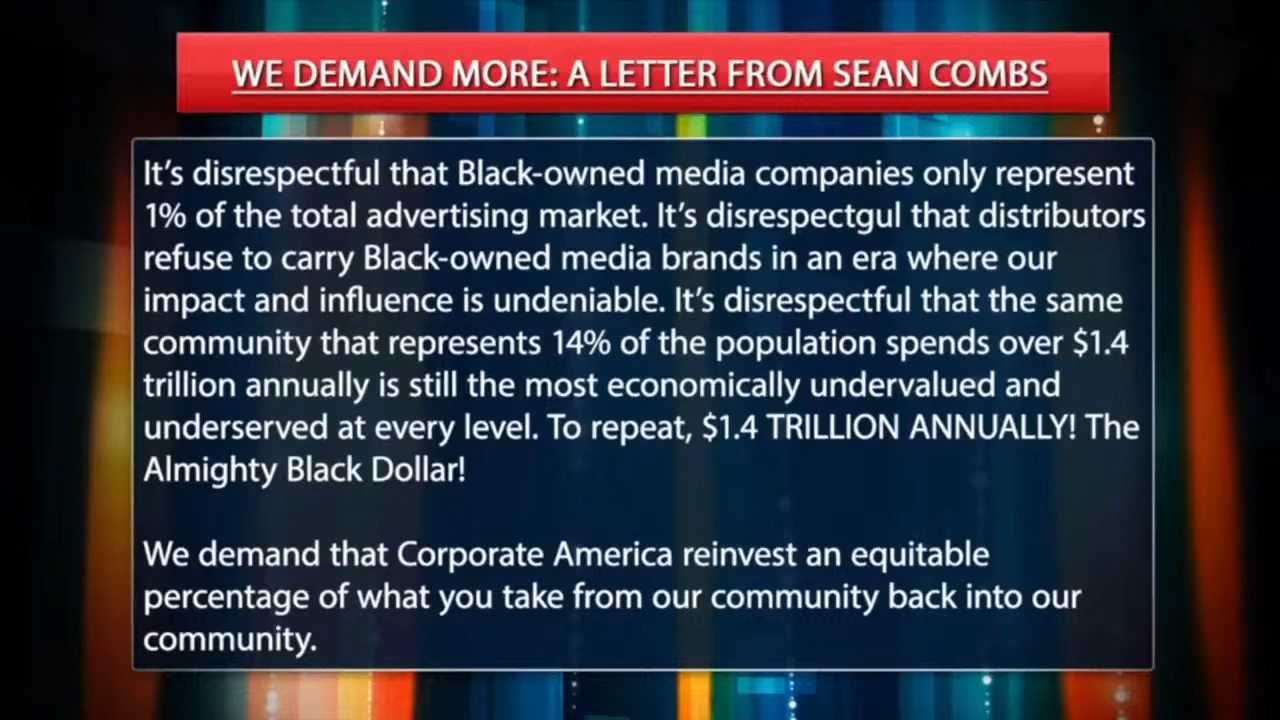 WE DEMAND MORE: A LETTER FROM SEAN COMBS
It’s disrespectful that Black-owned media companies only represent
1% of the total advertising market. It’s disrespectgul that distributors
refuse to carry Black-owned media brands in an era where our
impact and influence is undeniable. It’s disrespectful that the same
community that represents 14% of the population spends over $1.4
trillion annually is still the most economically undervalued and
underserved at every level. To repeat, $1.4 TRILLION ANNUALLY! The
Almighty Black Dollar!
We demand that Corporate America reinvest an equitable
percentage of what you take from our community back into our
community.